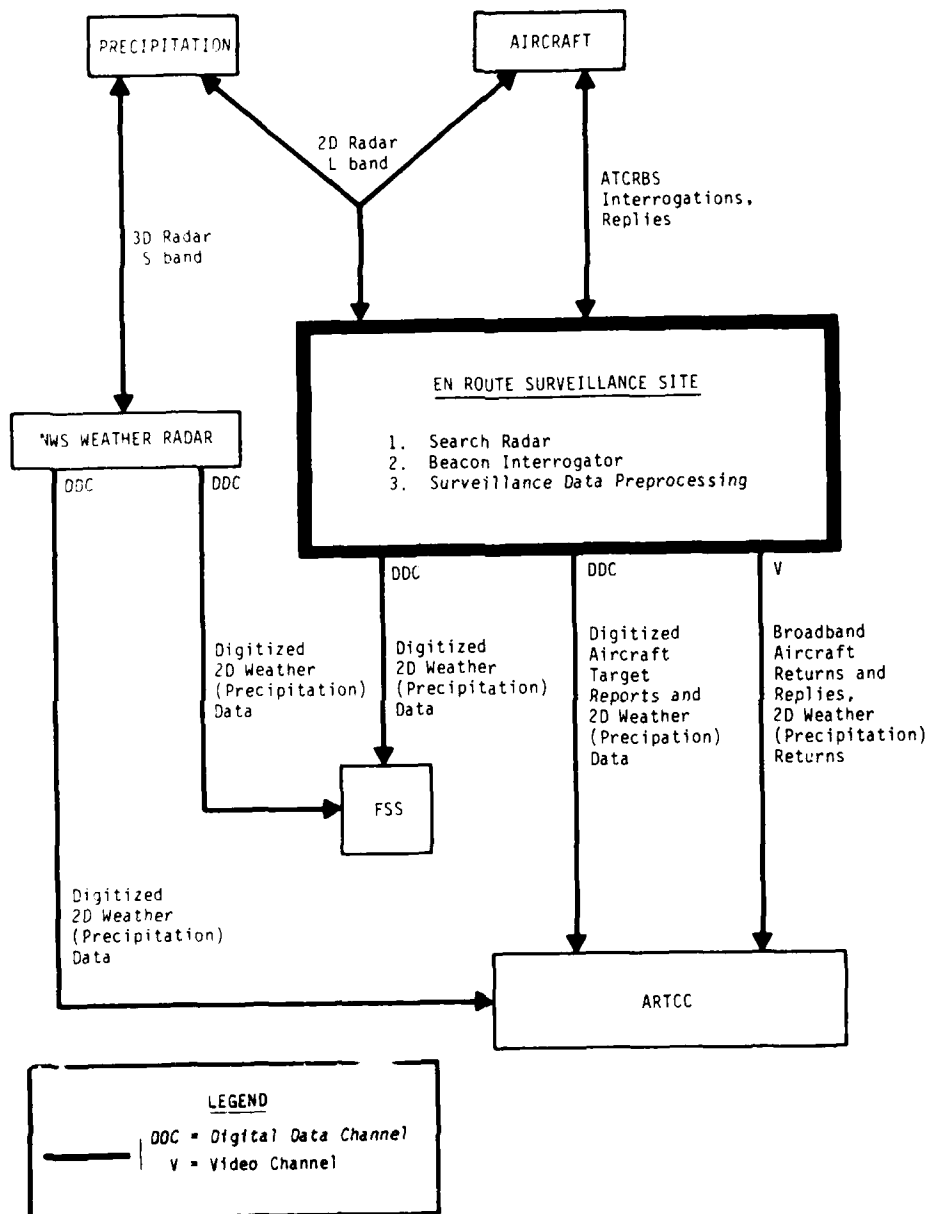 PRECIPITATION
AIRCRAFT
2D Radar
L band
ATCRBS
Interrogations,
Replies
3D Radar
S band
EN ROUTE SURVEILLANCE SITE
1. Search Radar
2. Beacon Interrogator
3. Surveillance Data Preprocessing
NWS WEATHER RADAR
DDC
DDC
DDC
DDC
V
Digitized
2D Weather
(Precipitation)
Data
Digitized
2D Weather
(Precipitation)
Data
Digitized
Aircraft
Target
Reports and
2D Weather
(Precipation)
Data
Broadband
Aircraft
Returns and
Replies,
2D Weather
(Precipitation)
Returns
FSS
Digitized
2D Weather
(Precipitation)
Data
ARTCC
LEGEND
DDC = Digital Data Channel
V = Video Channel